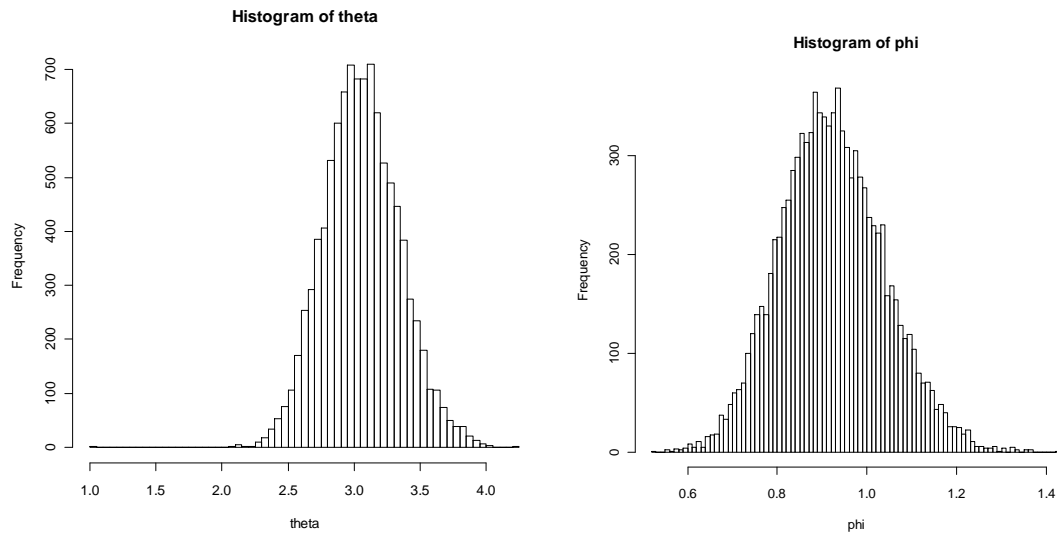 Histogram of theta
Frequency
0 100 200 300 400 500 600 700
1.0 1.5 2.0 2.5 3.0 3.5 4.0
theta
Histogram of phi
Frequency
0 100 200 300
0.6 0.8 1.0 1.2 1.4
phi